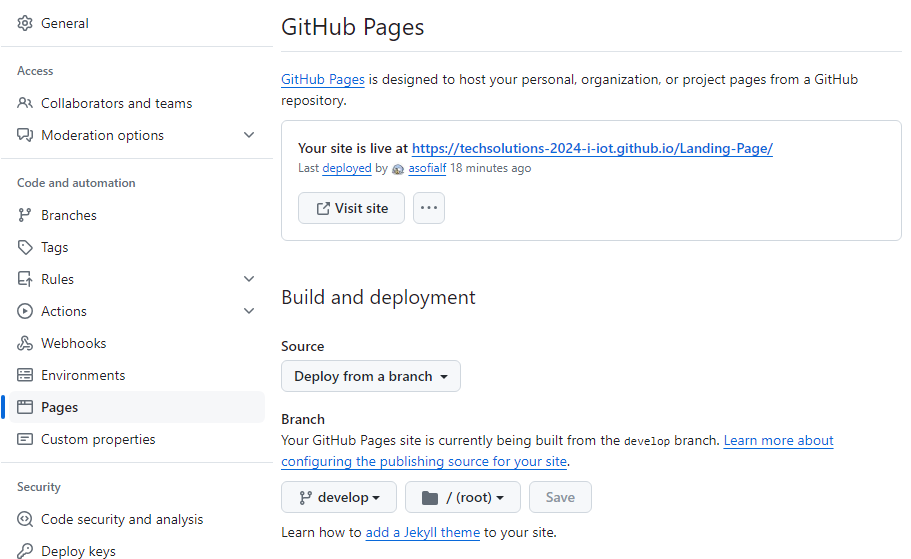 General
Access
Collaborators and teams
Moderation options
Code and automation
Branches
Tags
Rules
Actions
Webhooks
Environments
Pages
Custom properties
Security
Code security and analysis
Deploy keys
GitHub Pages
GitHub Pages is designed to host your personal, organization, or project pages from a GitHub
repository.
Your site is live at https://techsolutions-2024-i-iot.github.io/Landing-Page/
Last deployed by asofialf 18 minutes ago
Visit site
Build and deployment
Source
Deploy from a branch
Branch
Your GitHub Pages site is currently being built from the develop branch. Learn more about
configuring the publishing source for your site.
develop / (root) Save
Learn how to add a Jekyll theme to your site.